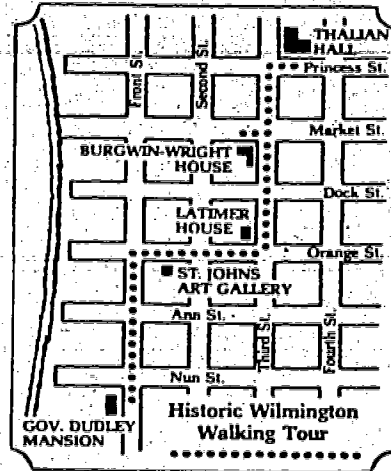 THALIAN
HALL
Front St.
Second St.
Princess St.
Market St.
BURGWIN-WRIGHT
HOUSE
Dock St.
LATIMER
HOUSE
Orange St.
ST. JOHNS
ART GALLERY
Ann St.
Third St.
Fourth St.
Nun St.
GOV. DUDLEY
MANSION
Historic Wilmington
Walking Tour